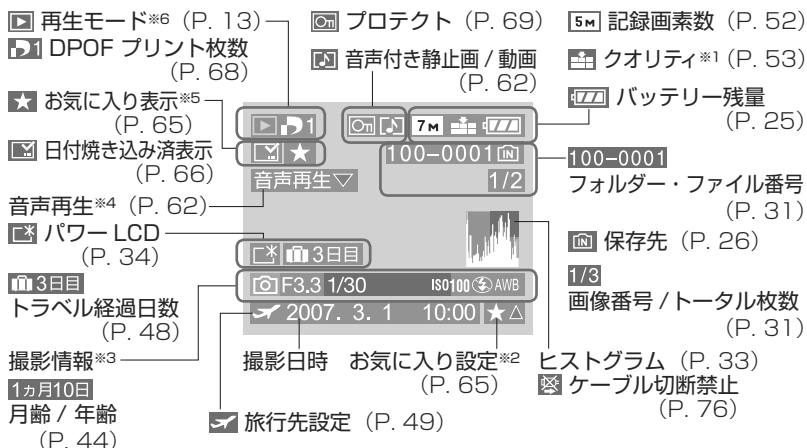 再生モード※6 (P. 13)
1 DPOF プリント枚数
(P. 68)
お気に入り表示※5
(P. 65)
日付焼き込み済表示
(P. 66)
音声再生※4 (P. 62)
パワー LCD
(P. 34)
3日目
トラベル経過日数
(P. 48)
撮影情報※3
1ヵ月10日
月齢 / 年齢
(P. 44)
プロテクト (P. 69)
音声付き静止画 / 動画
(P. 62)
1
7M
100-0001 IN
音声再生▽
1/2
3日目
F3.3 1/30 ISO100 AWB
2007. 3. 1 10:00 ★△
撮影日時
お気に入り設定※2
(P. 65)
旅行先設定 (P. 49)
5M 記録画素数 (P. 52)
クオリティ※1 (P. 53)
バッテリー残量
(P. 25)
100-0001
フォルダー・ファイル番号
(P. 31)
IN 保存先 (P. 26)
1/3
画像番号 / トータル枚数
(P. 31)
ヒストグラム (P. 33)
ケーブル切断禁止
(P. 76)